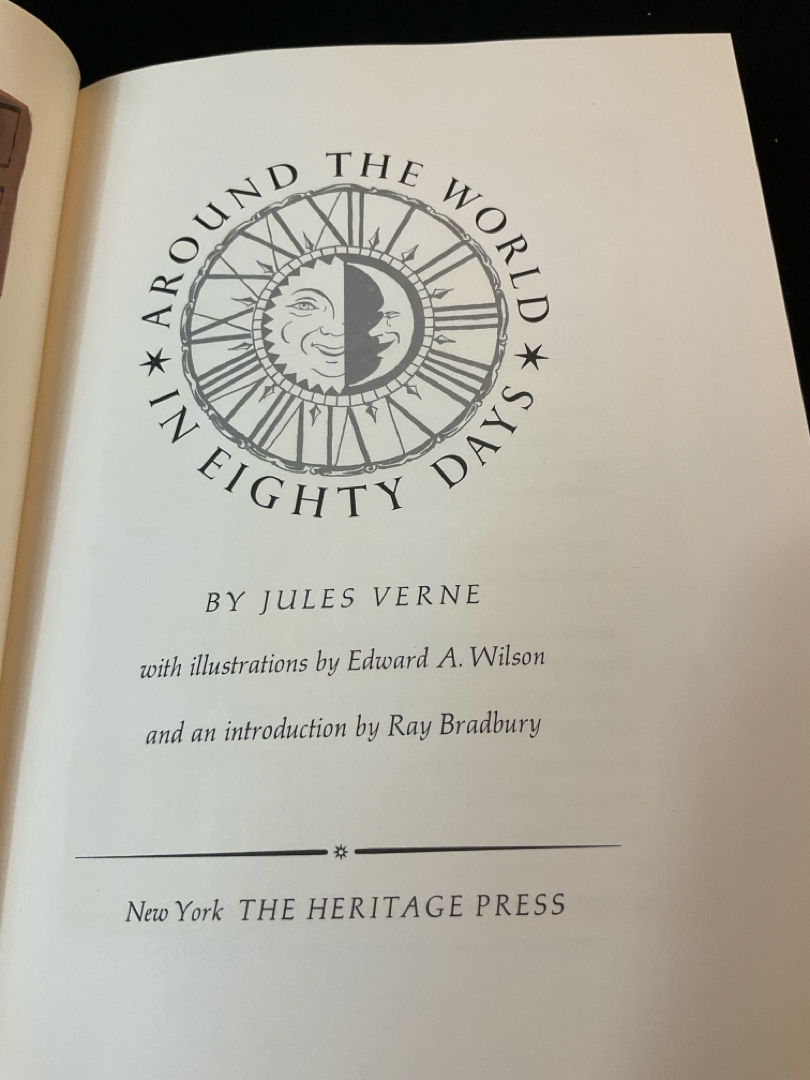 AROUND THE WORLD
IN EIGHTY DAYS
BY JULES VERNE
with illustrations by Edward A. Wilson
and an introduction by Ray Bradbury
New York THE HERITAGE PRESS